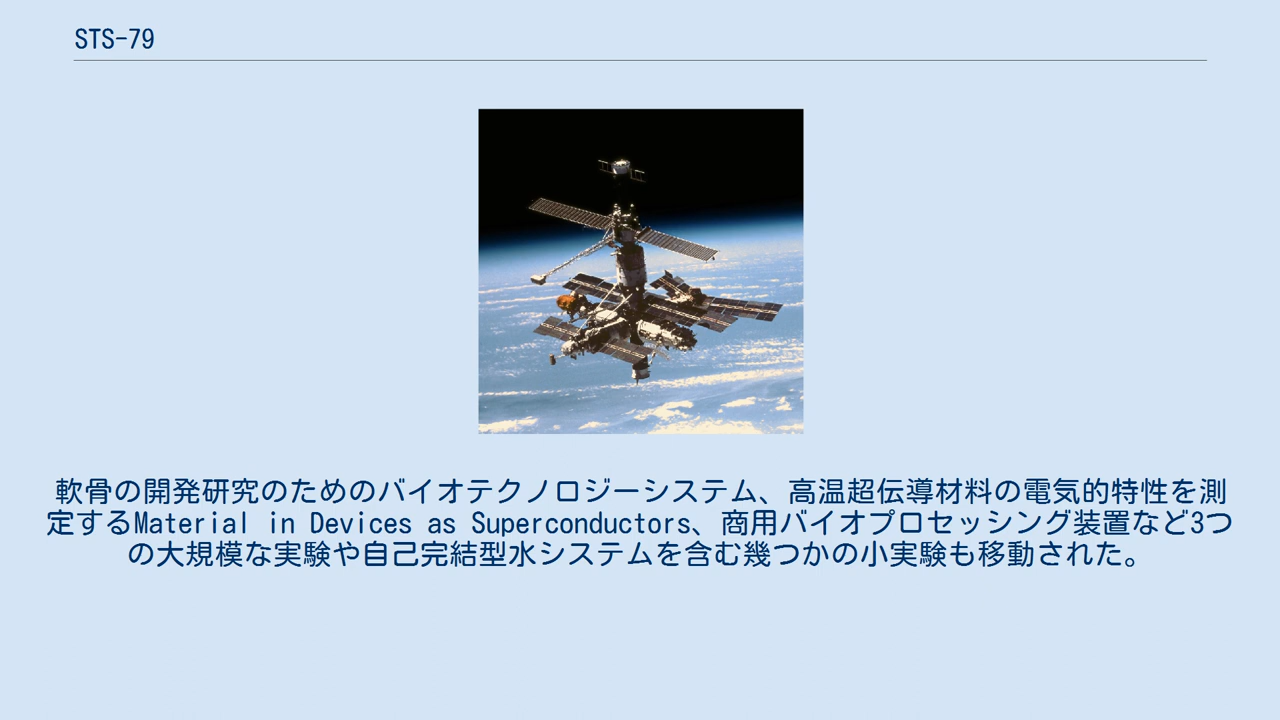 STS-79
軟骨の開発研究のためのバイオテクノロジーシステム、高温超伝導材料の電気的特性を測
定するMaterial in Devices as Superconductors、商用バイオプロセッシング装置など3つ
の大規模な実験や自己完結型水システムを含む幾つかの小実験も移動された。